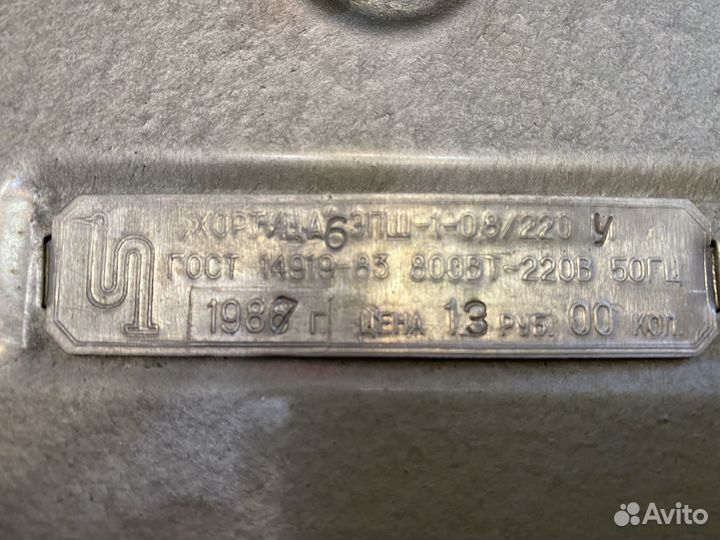 "ХОРТИЦА"6 ЭПШ-1-0,8/220 У
ГОСТ 14919-83 800ВТ-220В 50ГЦ
1987 г ЦЕНА 13 РУБ. 00 КОП.
Avito